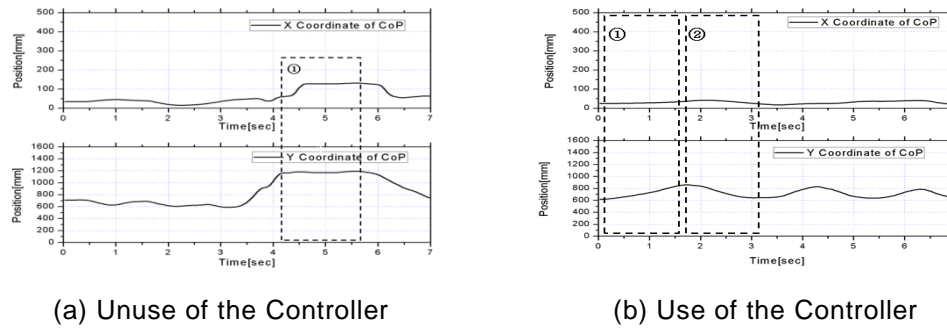 500
400
300
200
100
0
X Coordinate of CoP
①
Position[mm]
0 1 2 3 4 5 6 7
Time[sec]
1600
1400
1200
1000
800
600
400
200
0
Y Coordinate of CoP
Position[mm]
0 1 2 3 4 5 6 7
Time[sec]
(a) Unuse of the Controller
500
400
300
200
100
0
X Coordinate of CoP
① ②
Position[mm]
0 1 2 3 4 5 6
Time[sec]
1600
1400
1200
1000
800
600
400
200
0
Y Coordinate of CoP
Position[mm]
0 1 2 3 4 5 6
Time[sec]
(b) Use of the Controller